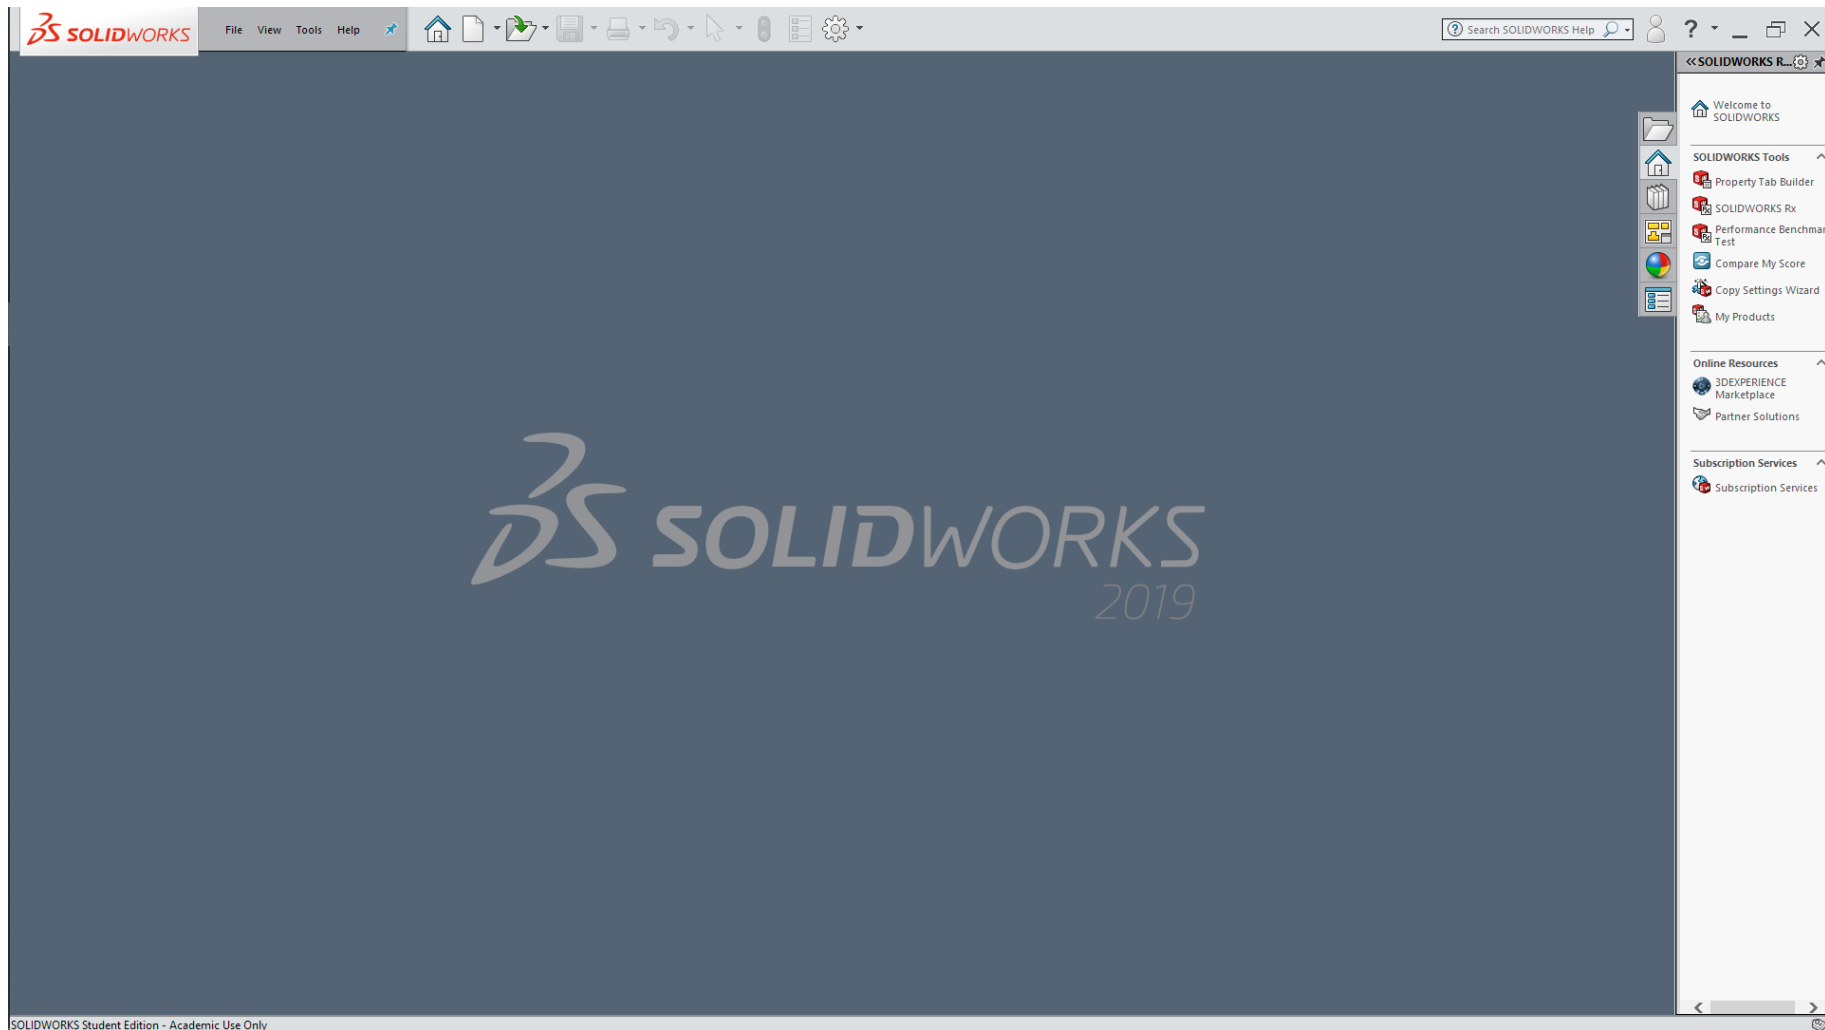 SOLIDWORKS File View Tools Help Search SOLIDWORKS Help ?
SOLIDWORKS R...
Welcome to
SOLIDWORKS
SOLIDWORKS Tools
Property Tab Builder
SOLIDWORKS Rx
Performance Benchmar
Test
Compare My Score
Copy Settings Wizard
My Products
Online Resources
3DEXPERIENCE
Marketplace
Partner Solutions
Subscription Services
Subscription Services
SOLIDWORKS
2019
SOLIDWORKS Student Edition - Academic Use Only